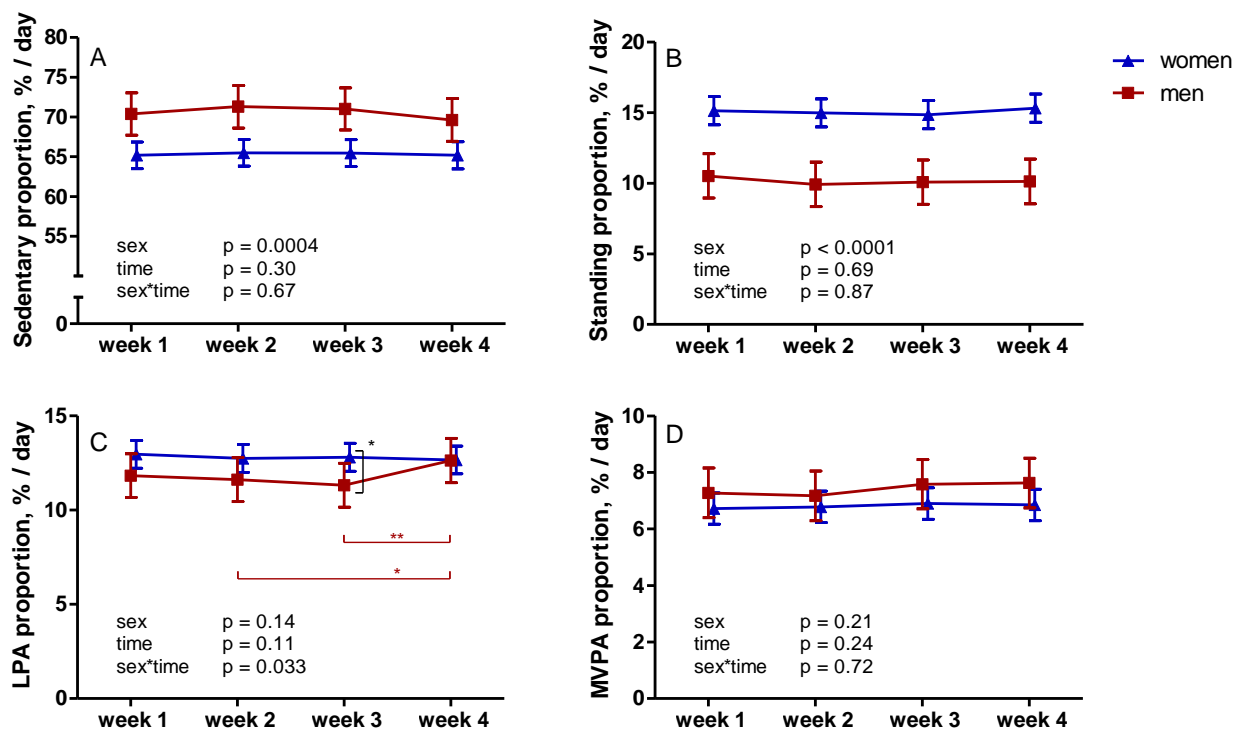 A
Sedentary proportion, % / day
80
75
70
65
60
55
0
sex p = 0.0004
time p = 0.30
sex*time p = 0.67
week 1 week 2 week 3 week 4
B
Standing proportion, % / day
20
15
10
5
0
sex p < 0.0001
time p = 0.69
sex*time p = 0.87
week 1 week 2 week 3 week 4
women
men
C
LPA proportion, % / day
15
10
5
0
*
**
*
sex p = 0.14
time p = 0.11
sex*time p = 0.033
week 1 week 2 week 3 week 4
D
MVPA proportion, % / day
10
8
6
4
2
0
sex p = 0.21
time p = 0.24
sex*time p = 0.72
week 1 week 2 week 3 week 4